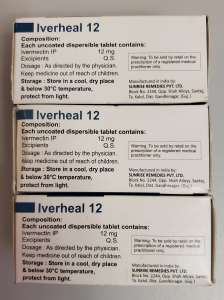 Iverheal 12
Composition:
Each uncoated dispersible tablet contains:
Ivermectin IP 12 mg
Excipients Q.S.
Dosage : As directed by the physician.
Keep medicine out of reach of children.
Storage : Store in a cool, dry place
& below 30°C temperature,
protect from light.
Warning: To be sold by retail on the
prescription of a registered medical
practitioner only.
Manufactured in India by:
SUNRISE REMEDIES PVT. LTD.
Iverheal 12
Composition:
Each uncoated dispersible tablet contains:
Ivermectin IP 12 mg
Excipients Q.S.
Dosage : As directed by the physician.
Keep medicine out of reach of children.
Storage : Store in a cool, dry place
& below 30°C temperature,
protect from light.
Warning: To be sold by retail on the
prescription of a registered medical
practitioner only.
Manufactured in India by:
SUNRISE REMEDIES PVT. LTD.
Iverheal 12
Composition:
Each uncoated dispersible tablet contains:
Ivermectin IP 12 mg
Excipients Q.S.
Dosage : As directed by the physician.
Keep medicine out of reach of children.
Storage : Store in a cool, dry place
& below 30°C temperature,
protect from light.
Warning: To be sold by retail on the
prescription of a registered medical
practitioner only.
Manufactured in India by:
SUNRISE REMEDIES PVT. LTD.